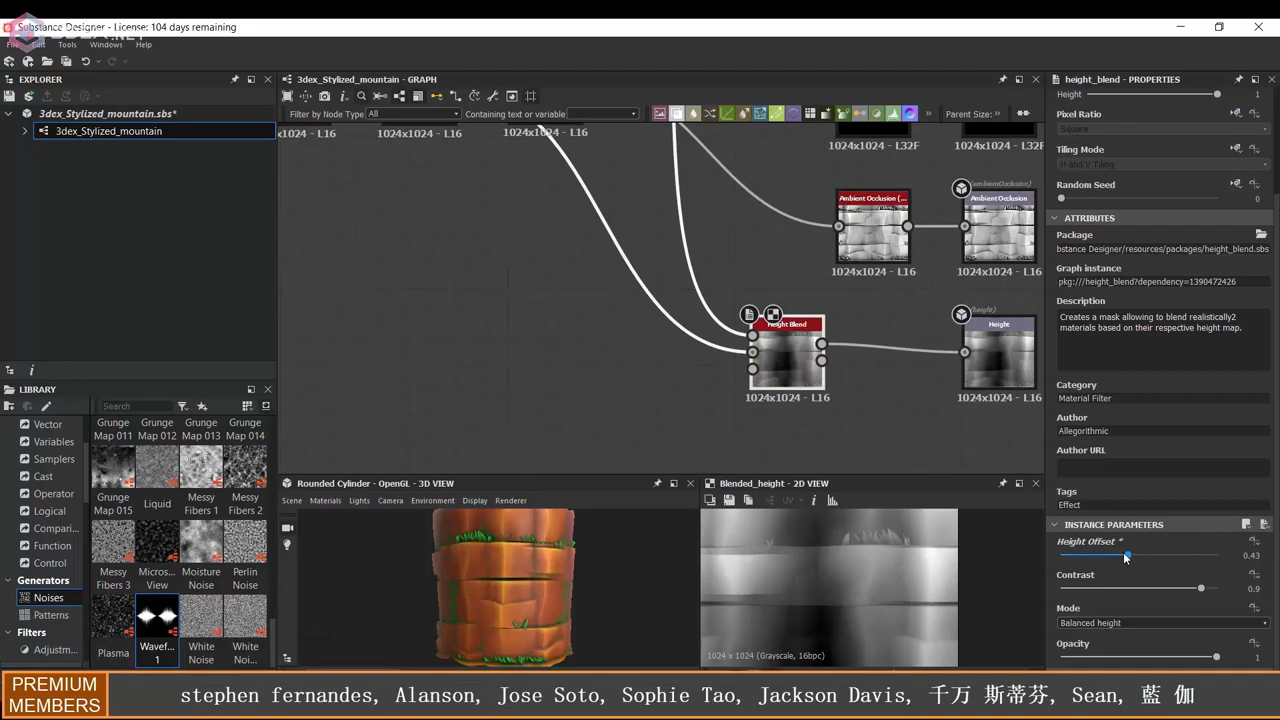 Substance Designer - License: 104 days remaining
File Edit Tools Windows Help
EXPLORER
3dex_Stylized_mountain.sbs*
3dex_Stylized_mountain
LIBRARY
Search
Vector
Variables
Samplers
Cast
Operator
Logical
Compari...
Function
Control
Generators
Noises
Patterns
Filters
Adjustm...
Grunge Map 011
Grunge Map 012
Grunge Map 013
Grunge Map 014
Grunge Map 015
Liquid
Messy Fibers 1
Messy Fibers 2
Messy Fibers 3
Micros... View
Moisture Noise
Perlin Noise
Plasma
Wavef... 1
White Noise
White Noi...
3dex_Stylized_mountain - GRAPH
Filter by Node Type All Containing text or variable Parent Size:
1024x1024 - L16
1024x1024 - L16
1024x1024 - L32F
1024x1024 - L32F
Ambient Occlusion (...
1024x1024 - L16
(ambientOcclusion)
Ambient Occlusion
1024x1024 - L16
Height Blend
1024x1024 - L16
(height)
Height
1024x1024 - L16
Rounded Cylinder - OpenGL - 3D VIEW
Scene Materials Lights Camera Environment Display Renderer
Blended_height - 2D VIEW
UV
1024 x 1024 (Grayscale, 16bpc)
height_blend - PROPERTIES
Height 1
Pixel Ratio
Square
Tiling Mode
H and V Tiling
Random Seed
0
ATTRIBUTES
Package
bstance Designer/resources/packages/height_blend.sbs
Graph instance
pkg:///height_blend?dependency=1390472426
Description
Creates a mask allowing to blend realistically2
materials based on their respective height map.
Category
Material Filter
Author
Allegorithmic
Author URL
Tags
Effect
INSTANCE PARAMETERS
Height Offset *
0.43
Contrast
0.9
Mode
Balanced height
Opacity
1
PREMIUM
MEMBERS
stephen fernandes, Alanson, Jose Soto, Sophie Tao, Jackson Davis, 千万 斯蒂芬, Sean, 藍 伽